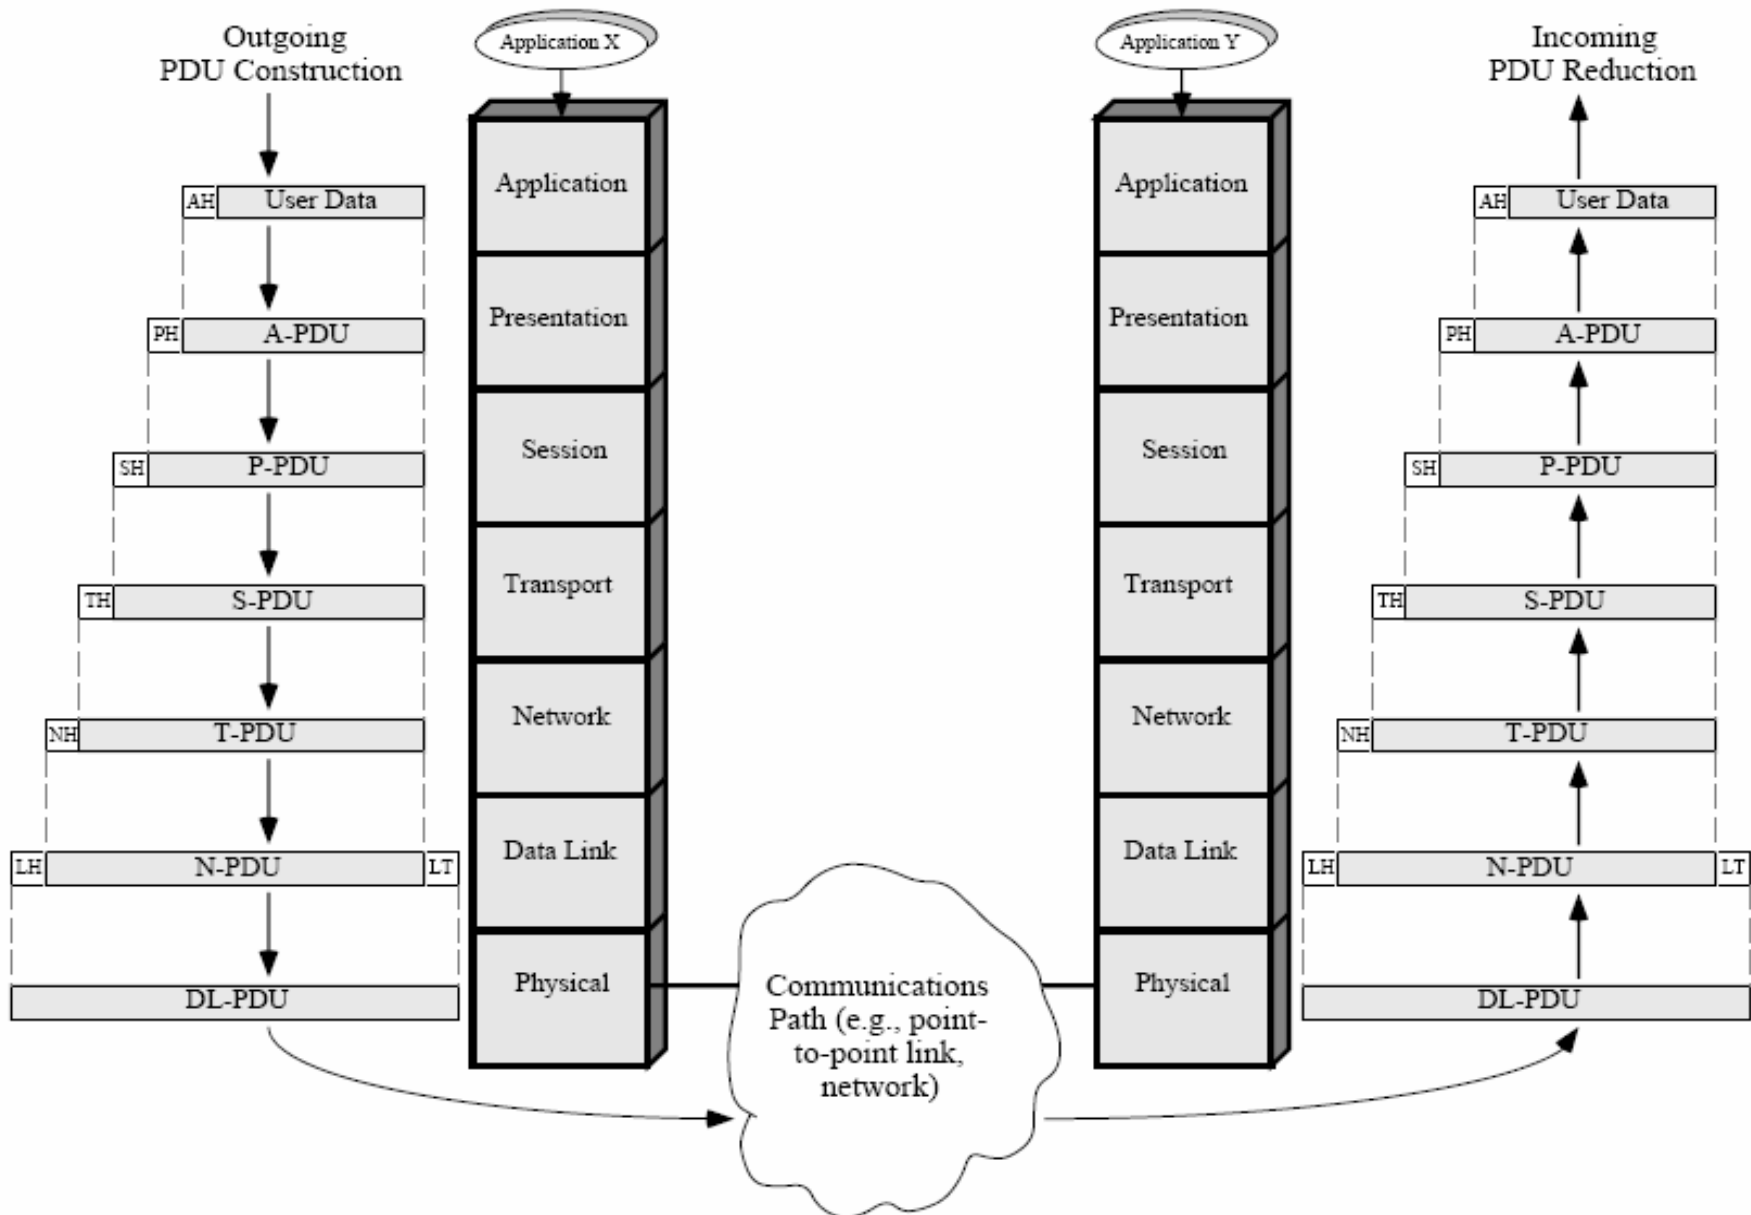 Outgoing
PDU Construction
Application X
Application Y
Incoming
PDU Reduction
AH User Data
Application
Application
AH User Data
PH A-PDU
Presentation
Presentation
PH A-PDU
SH P-PDU
Session
Session
SH P-PDU
TH S-PDU
Transport
Transport
TH S-PDU
NH T-PDU
Network
Network
NH T-PDU
LH N-PDU LT
Data Link
Data Link
LH N-PDU LT
DL-PDU
Physical
Communications
Path (e.g., point-
to-point link,
network)
Physical
DL-PDU